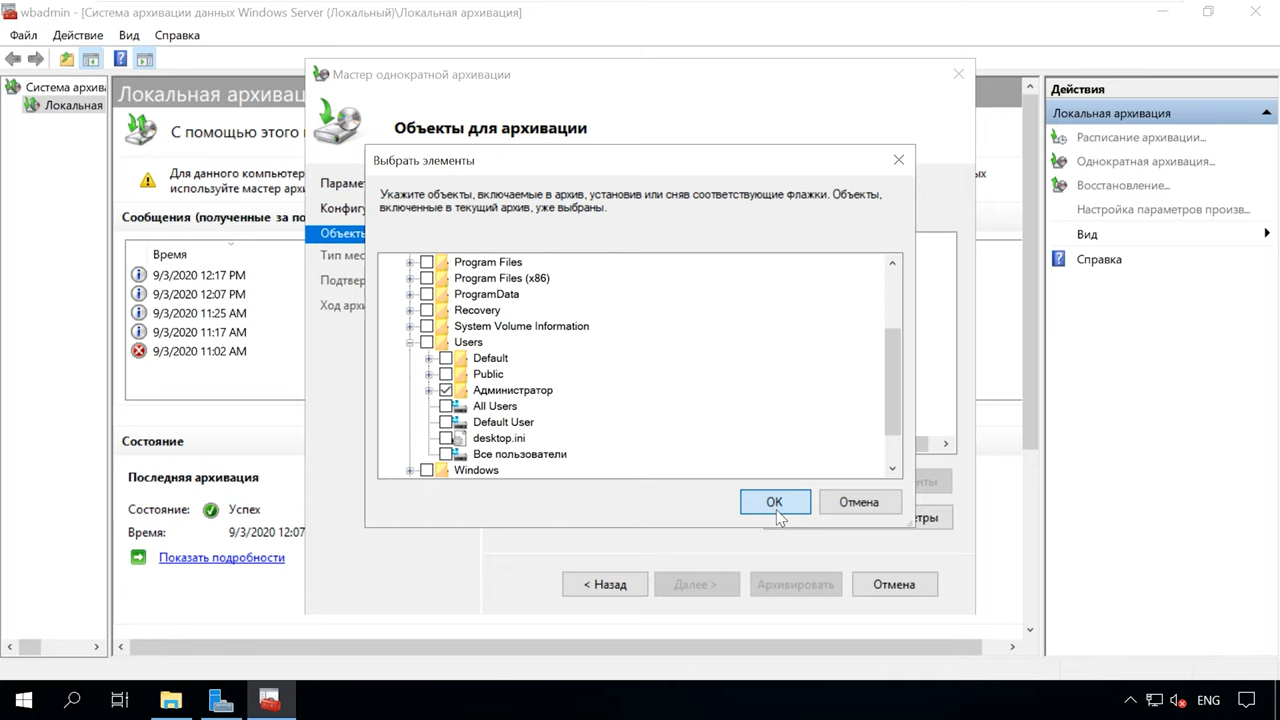 wbadmin - [Система архивации данных Windows Server (Локальный)\Локальная архивация]
Файл Действие Вид Справка
Система архива
Локальная
Локальная архивац
С помощью этого
Для данного компьютер
используйте мастер архи
Сообщения (полученные за по
Время
9/3/2020 12:17 PM
9/3/2020 12:07 PM
9/3/2020 11:25 AM
9/3/2020 11:17 AM
9/3/2020 11:02 AM
Состояние
Последняя архивация
Состояние: Успех
Время: 9/3/2020 12:07
Показать подробности
Мастер однократной архивации
Объекты для архивации
Парамет
Конфигу
Объекты
Тип мес
Подтвер
Ход архи
Выбрать элементы
Укажите объекты, включаемые в архив, установив или сняв соответствующие флажки. Объекты,
включенные в текущий архив, уже выбраны.
Program Files
Program Files (x86)
ProgramData
Recovery
System Volume Information
Users
Default
Public
Администратор
All Users
Default User
desktop.ini
Все пользователи
Windows
OK Отмена
нты
тры
< Назад Далее > Архивировать Отмена
ых
Действия
Локальная архивация
Расписание архивации...
Однократная архивация...
Восстановление...
Настройка параметров произв...
Вид
Справка
ENG